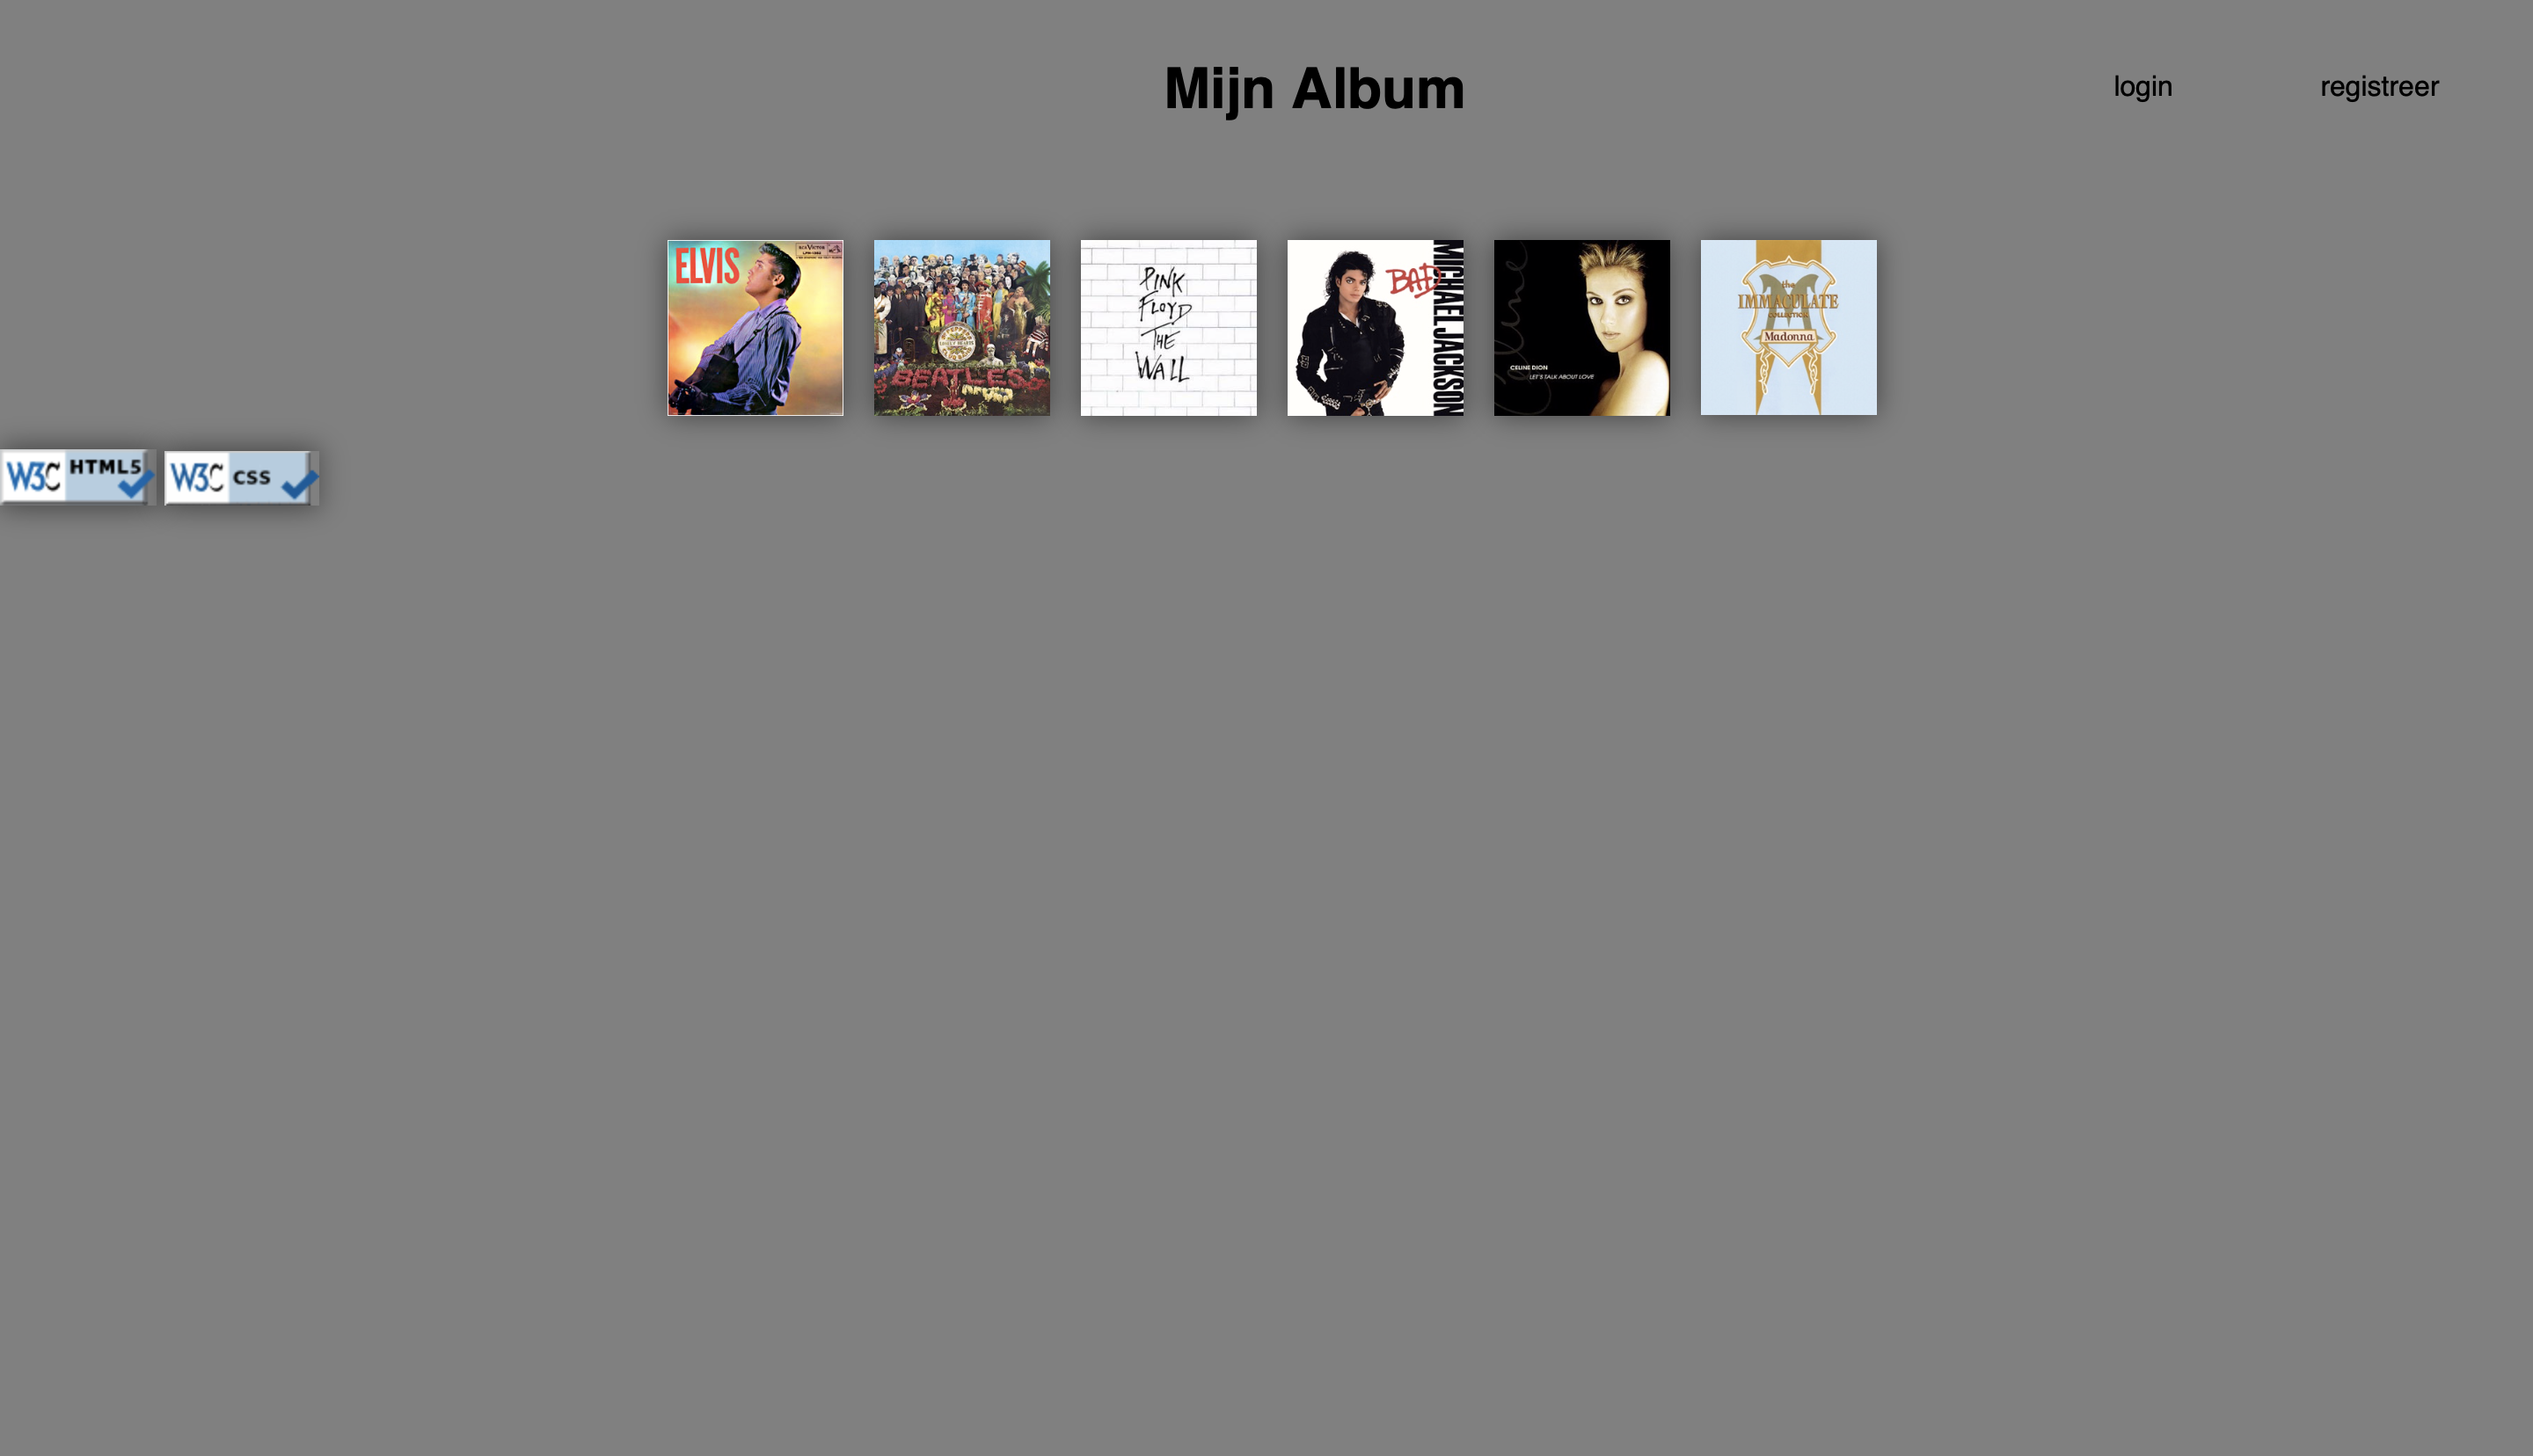 Mijn Album
login
registreer
ELVIS
RCA VICTOR
BEATLES
PINK
FLOYD
THE
WALL
BAD
MICHAEL JACKSON
Celine
CELINE DION
LET'S TALK ABOUT LOVE
the
IMMACULATE
COLLECTION
Madonna
W3C HTML5
W3C CSS